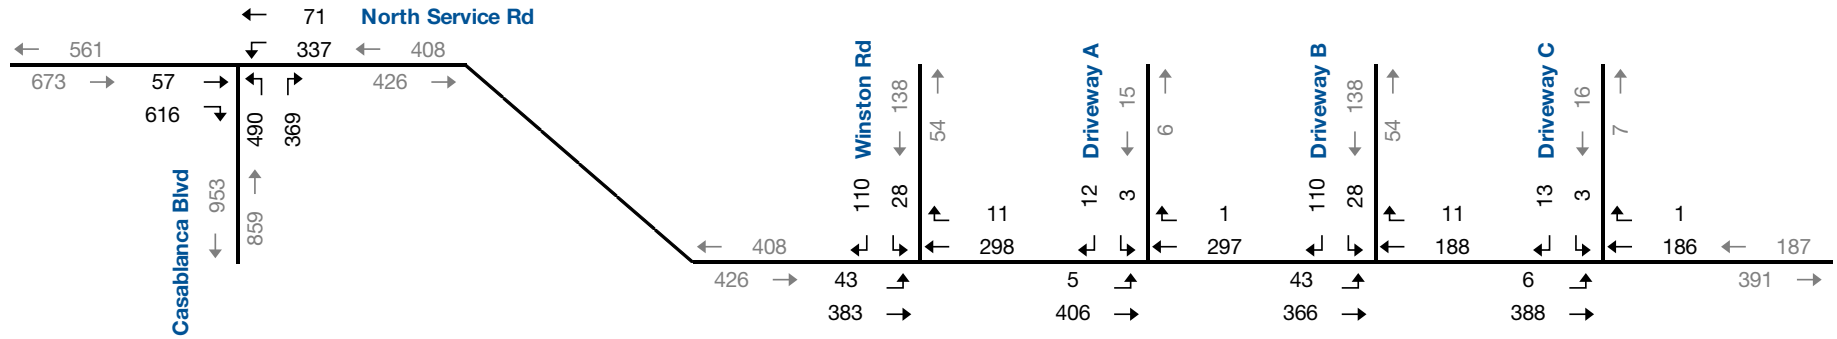 71 North Service Rd
561 337 408
673 57 426
616 490 369
Casablanca Blvd 953 859
Winston Rd 138 54
Driveway A 15 6
Driveway B 138 54
Driveway C 16 7
110 28 11
12 3 1
110 28 11
13 3 1
408 298 297 188 186 187
426 43 5 43 6 391
383 406 366 388